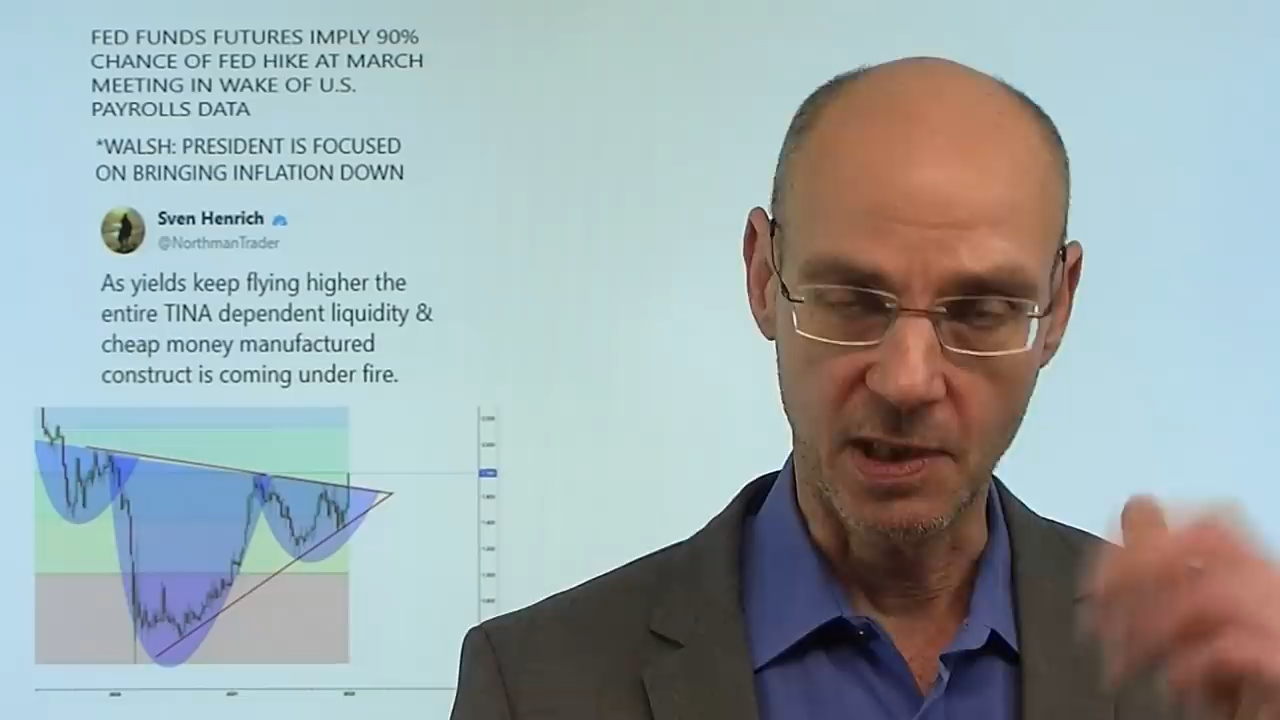 FED FUNDS FUTURES IMPLY 90%
CHANCE OF FED HIKE AT MARCH
MEETING IN WAKE OF U.S.
PAYROLLS DATA
*WALSH: PRESIDENT IS FOCUSED
ON BRINGING INFLATION DOWN
Sven Henrich
@NorthmanTrader
As yields keep flying higher the
entire TINA dependent liquidity &
cheap money manufactured
construct is coming under fire.